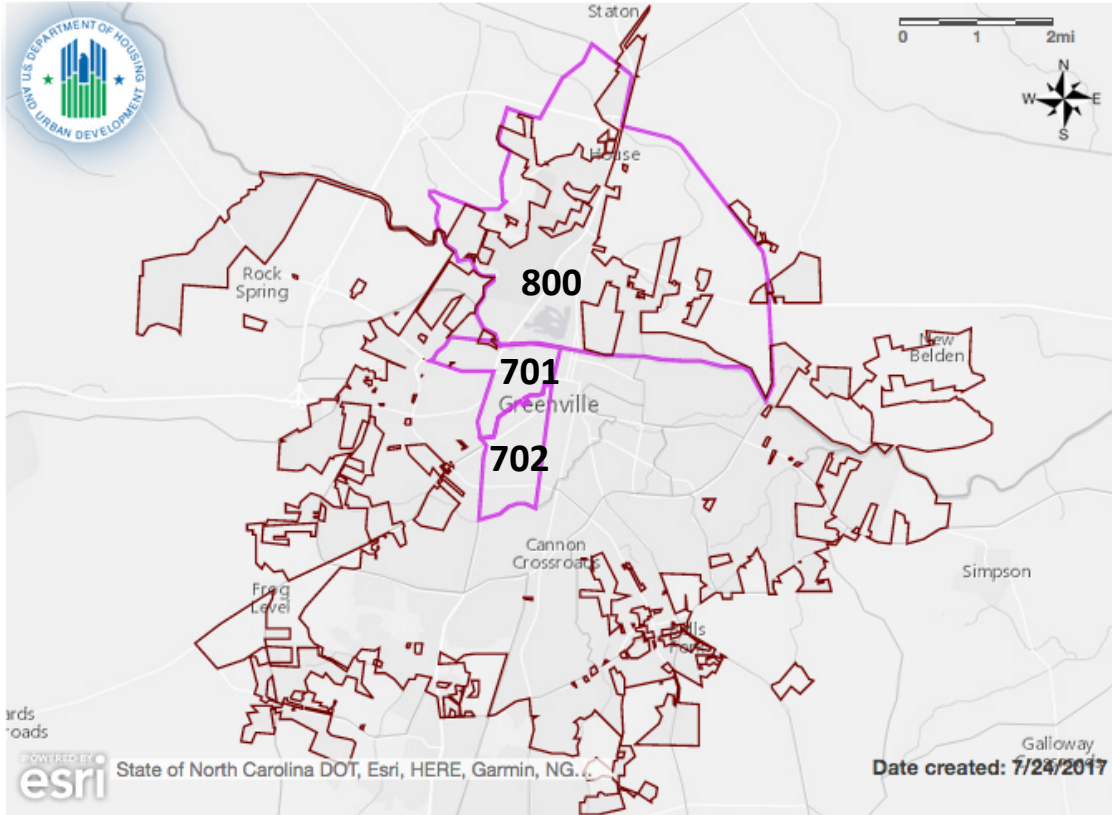 Staton
U.S. DEPARTMENT OF HOUSING
AND URBAN DEVELOPMENT
0 1 2mi
N
W E
S
House
Rock
Spring
800
New
Belden
701
Greenville
702
Cannon
Crossroads
Simpson
Frog
Level
ards
roads
Galloway
POWERED BY
esri
State of North Carolina DOT, Esri, HERE, Garmin, NG...
Date created: 7/24/2017